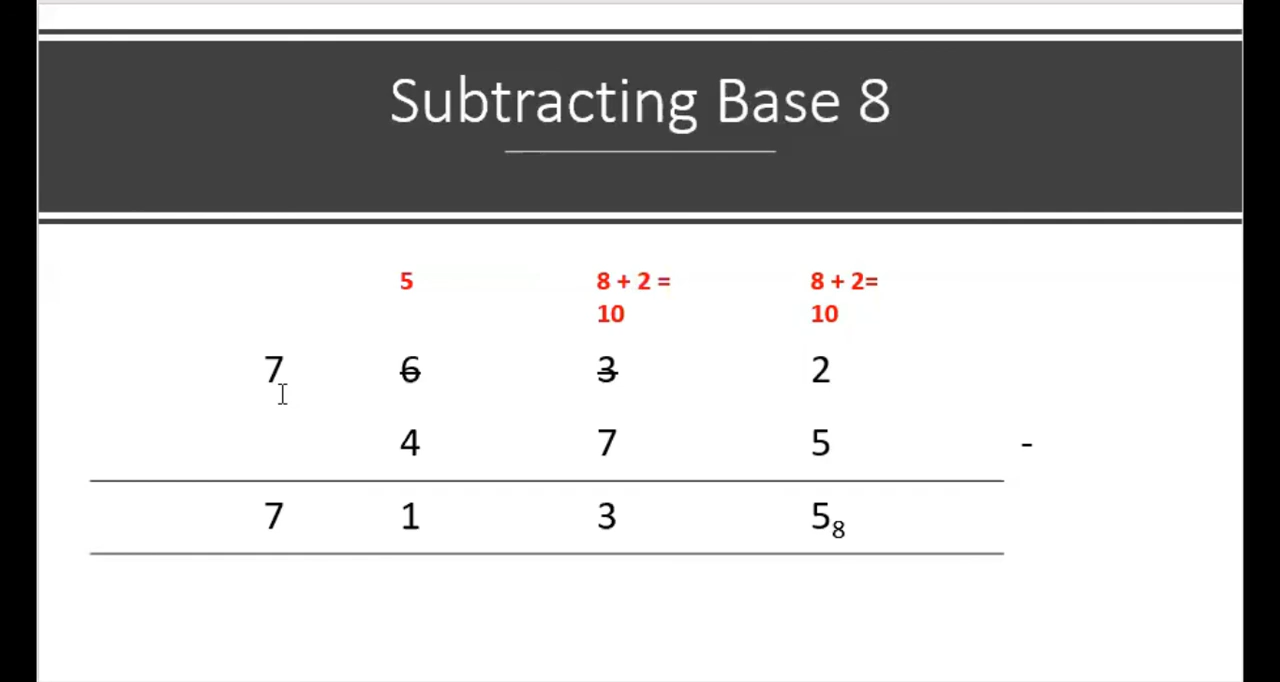 Subtracting Base 8
5 8 + 2 = 8 + 2=
10 10
7 6 3 2
4 7 5 -
7 1 3 5₈